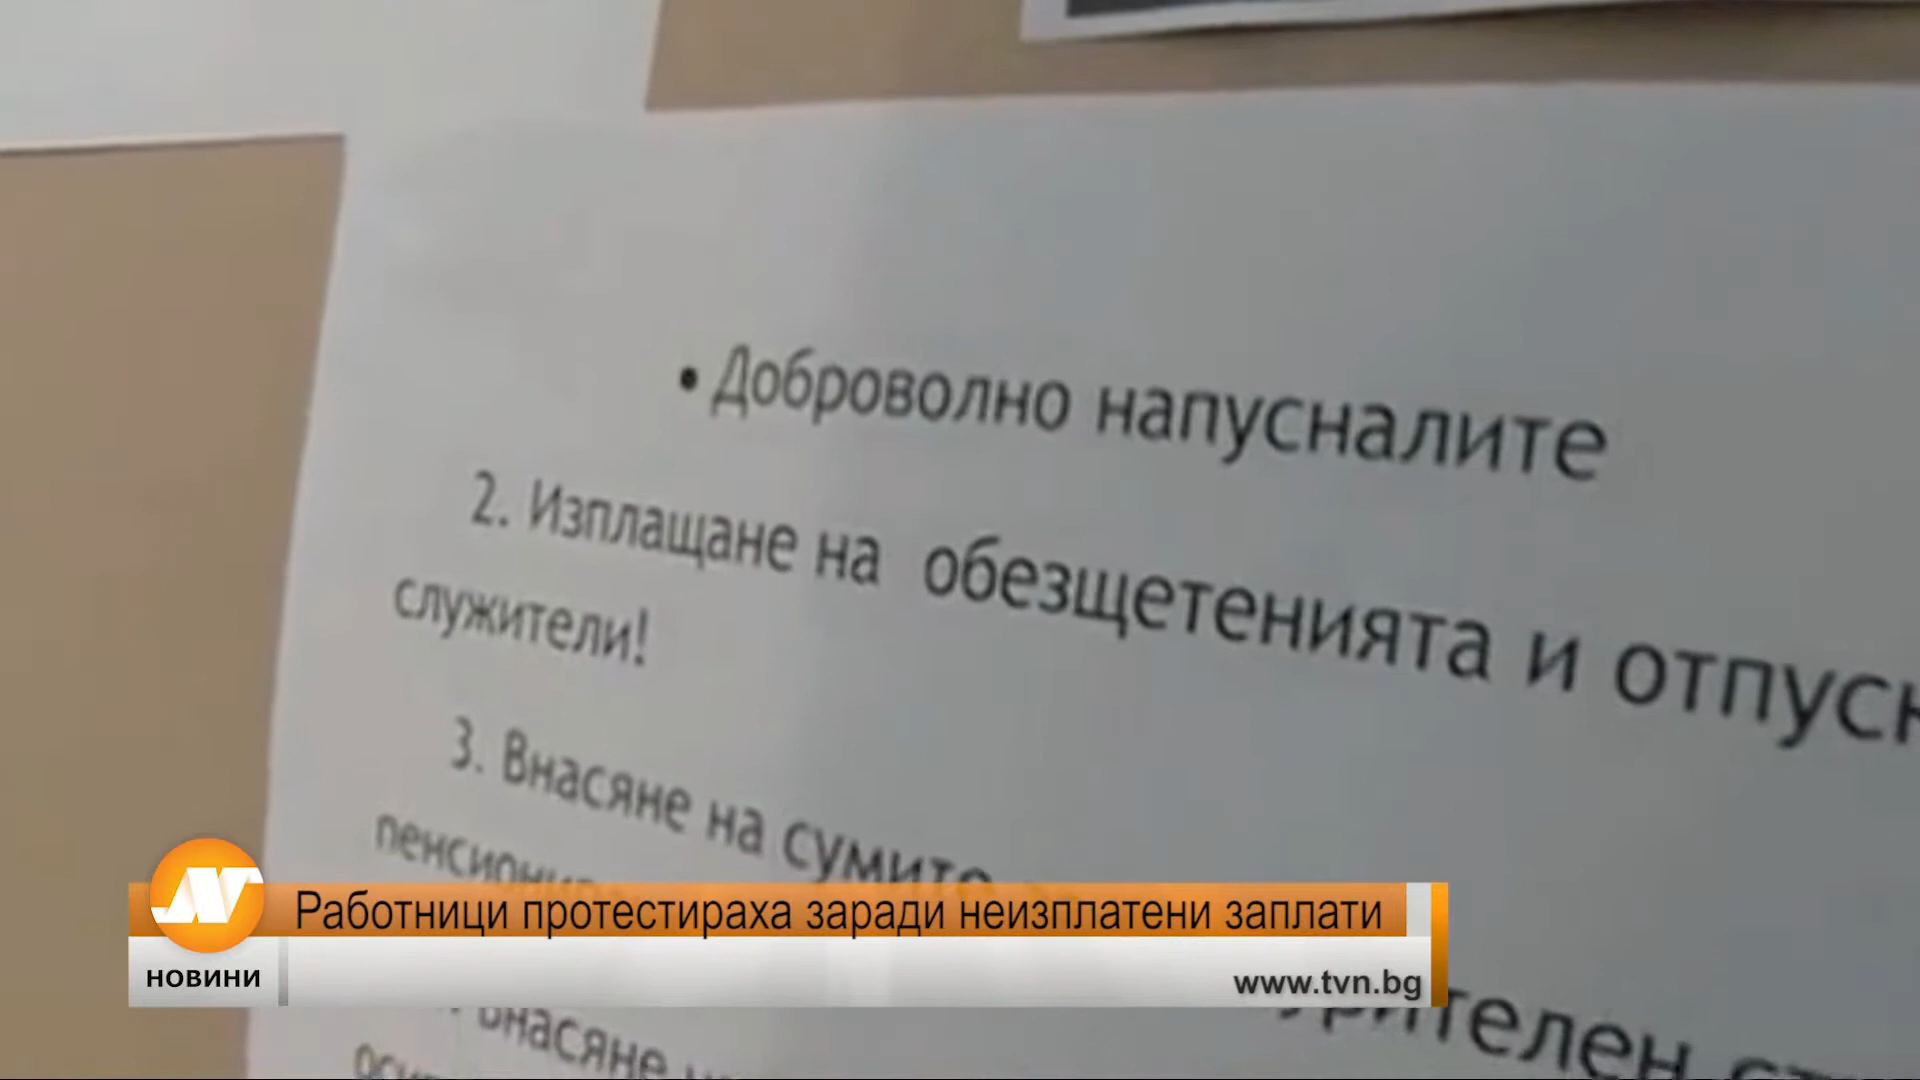 • Доброволно напусналите
2. Изплащане на обезщетенията и
служители!
3. Внасяне на сумите
Работници протестираха заради неизплатени заплати
НОВИНИ
www.tvn.bg
внасяне